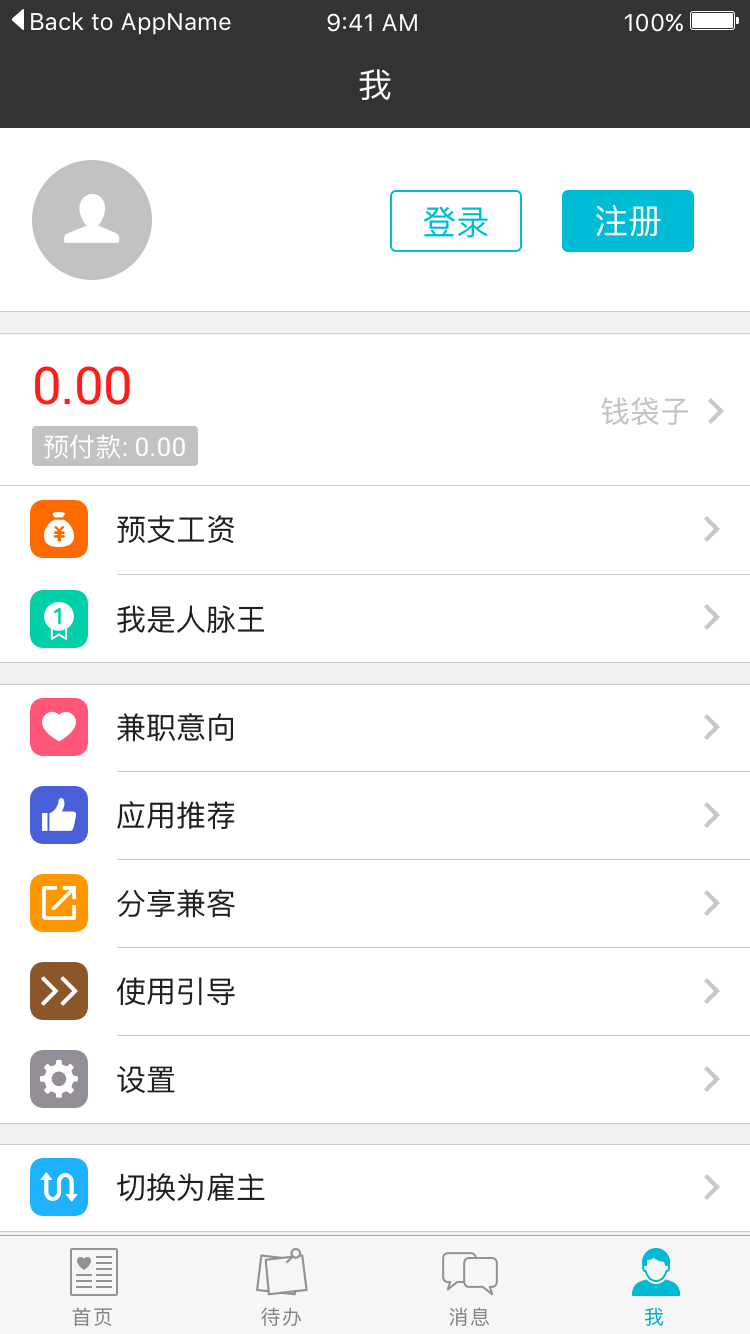 Back to AppName 9:41 AM 100%
我
登录 注册
0.00
钱袋子
预付款: 0.00
预支工资
1 我是人脉王
兼职意向
应用推荐
分享兼客
使用引导
设置
切换为雇主
首页 待办 消息 我